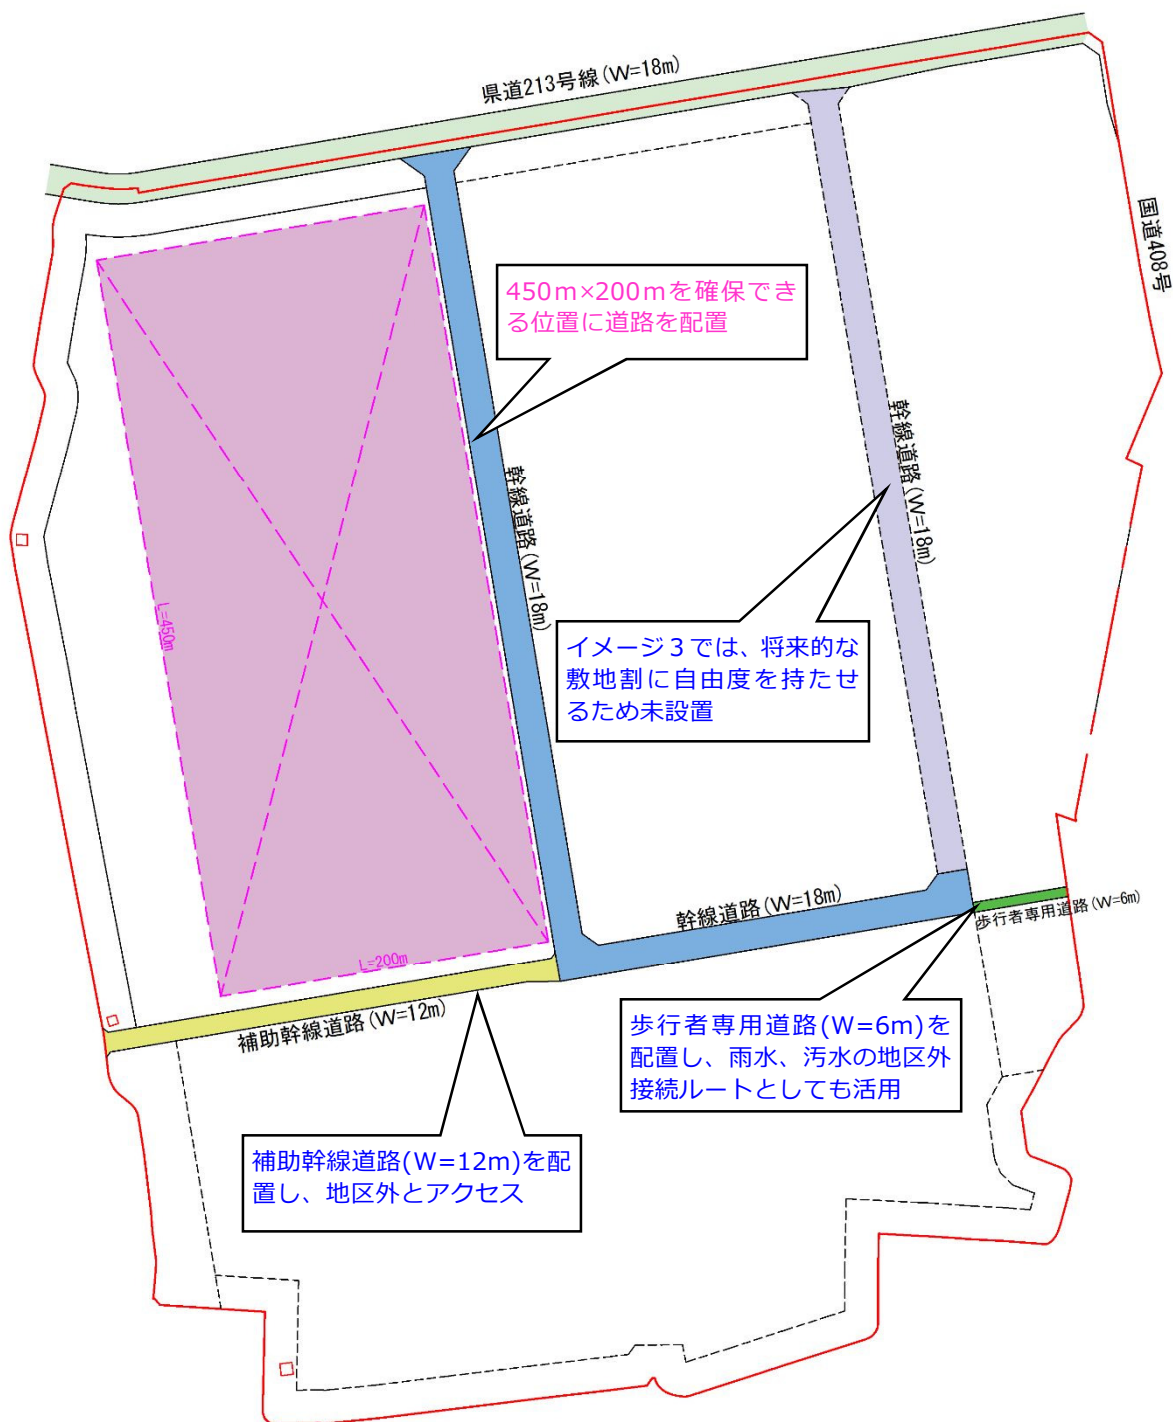 県道213号線(W=18m)
国道408号
450m×200mを確保でき
る位置に道路を配置
幹線道路(W=18m)
幹線道路(W=18m)
L=450m
イメージ3では、将来的な
敷地割に自由度を持たせ
るため未設置
幹線道路(W=18m)
歩行者専用道路(W=6m)
L=200m
補助幹線道路(W=12m)
歩行者専用道路(W=6m)を
配置し、雨水、汚水の地区外
接続ルートとしても活用
補助幹線道路(W=12m)を配
置し、地区外とアクセス